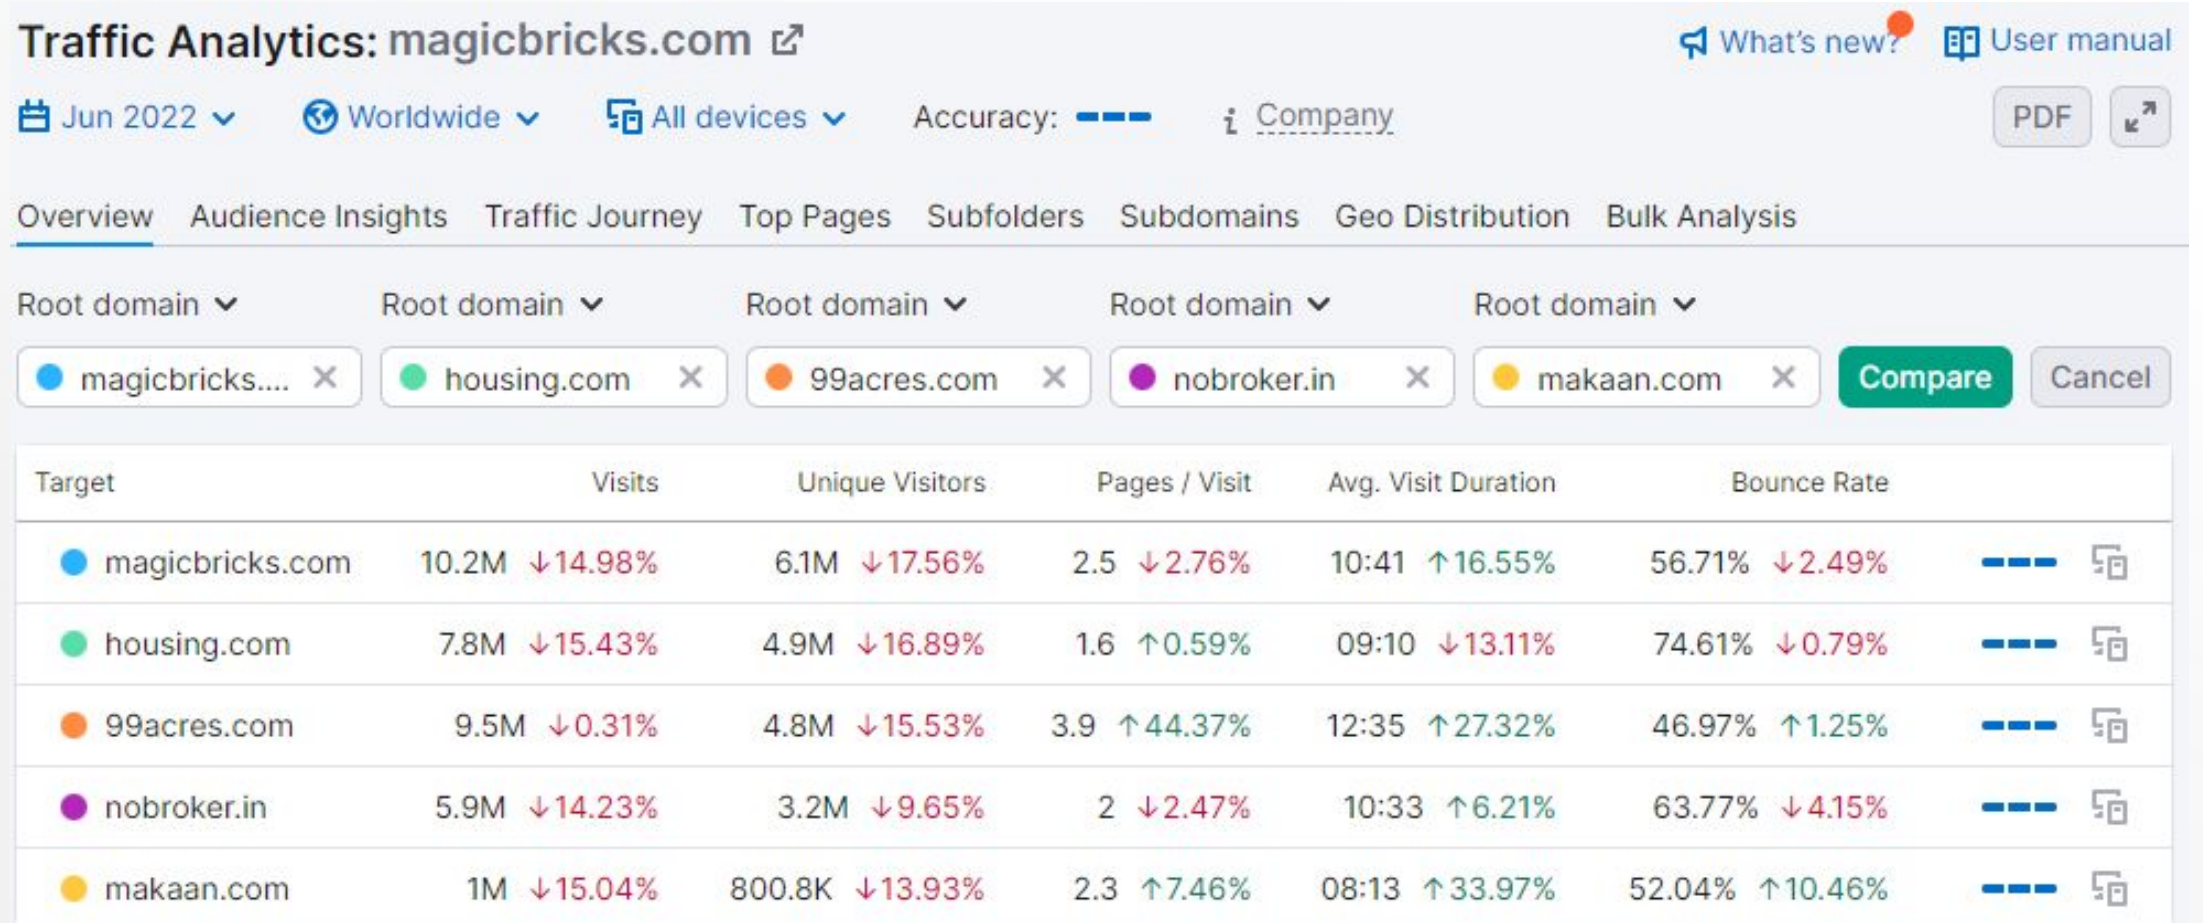 Traffic Analytics: magicbricks.com What's new? User manual
Jun 2022 Worldwide All devices Accuracy: i Company PDF
Overview Audience Insights Traffic Journey Top Pages Subfolders Subdomains Geo Distribution Bulk Analysis
Root domain Root domain Root domain Root domain Root domain
magicbricks.... × housing.com × 99acres.com × nobroker.in × makaan.com × Compare Cancel
Target Visits Unique Visitors Pages / Visit Avg. Visit Duration Bounce Rate
magicbricks.com 10.2M ↓14.98% 6.1M ↓17.56% 2.5 ↓2.76% 10:41 ↑16.55% 56.71% ↓2.49%
housing.com 7.8M ↓15.43% 4.9M ↓16.89% 1.6 ↑0.59% 09:10 ↓13.11% 74.61% ↓0.79%
99acres.com 9.5M ↓0.31% 4.8M ↓15.53% 3.9 ↑44.37% 12:35 ↑27.32% 46.97% ↑1.25%
nobroker.in 5.9M ↓14.23% 3.2M ↓9.65% 2 ↓2.47% 10:33 ↑6.21% 63.77% ↓4.15%
makaan.com 1M ↓15.04% 800.8K ↓13.93% 2.3 ↑7.46% 08:13 ↑33.97% 52.04% ↑10.46%